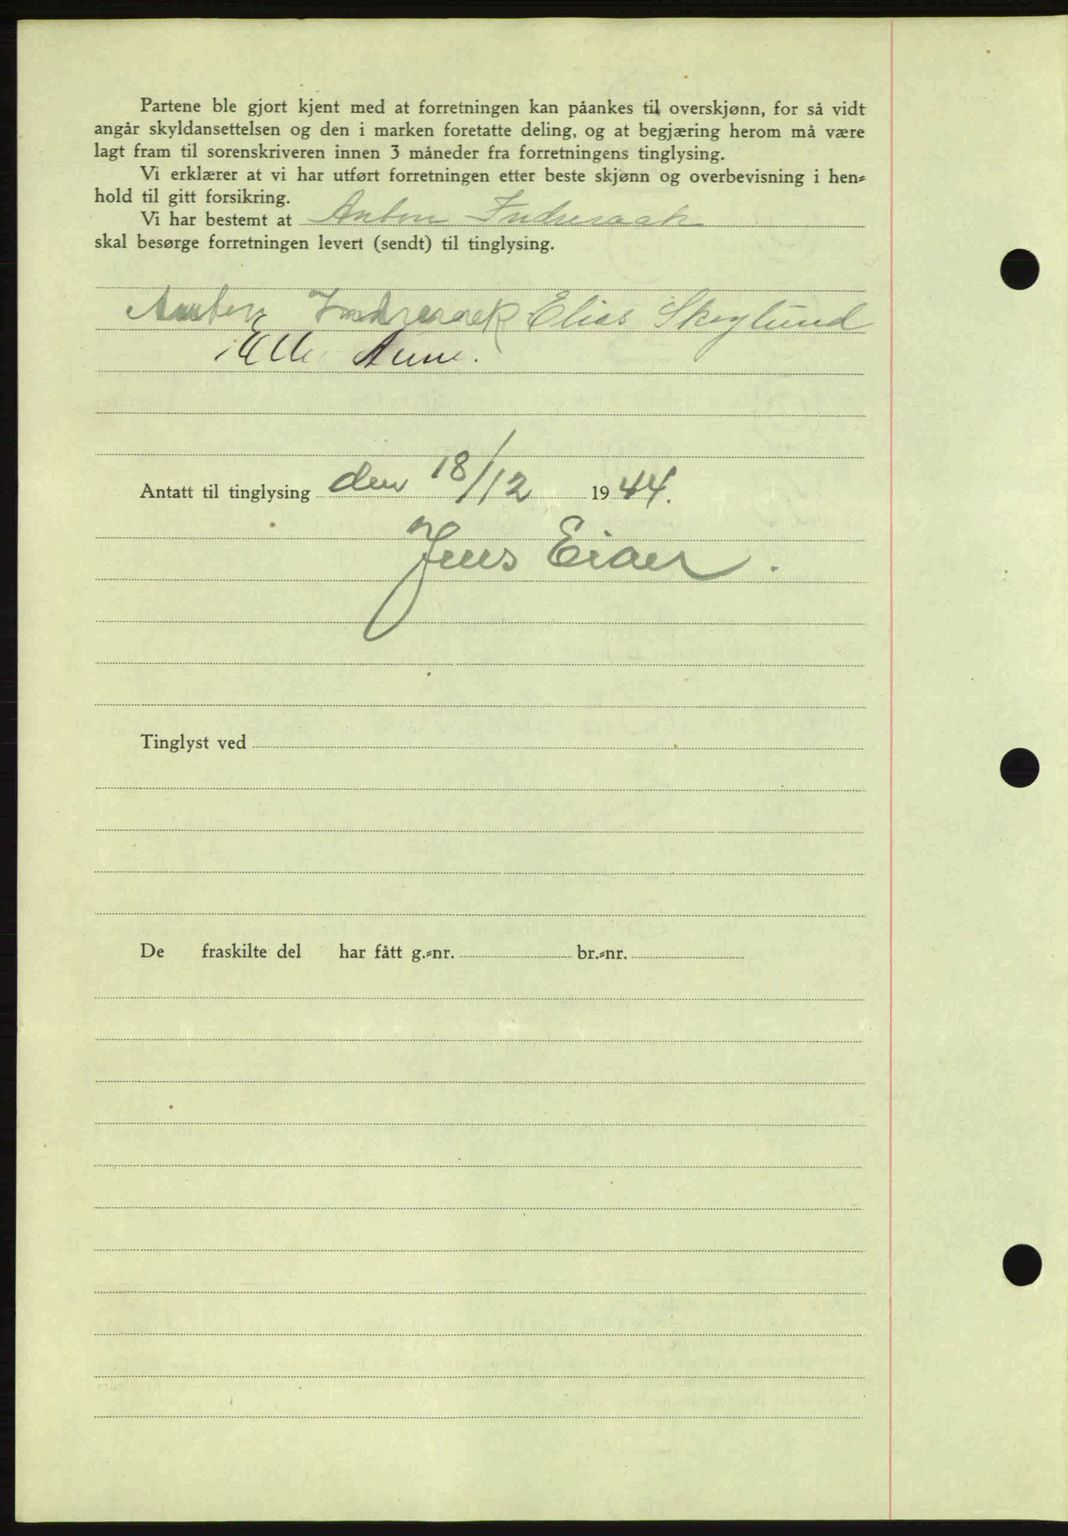 Partene ble gjort kjent med at forretningen kan påankes til overskjønn, for så vidt
angår skyldansettelsen og den i marken foretatte deling, og at begjæring herom må være
lagt fram til sorenskriveren innen 3 måneder fra forretningens tinglysing.
Vi erklærer at vi har utført forretningen etter beste skjønn og overbevisning i hen-
hold til gitt forsikring.
Vi har bestemt at Anton Indresaak
skal besørge forretningen levert (sendt) til tinglysing.
Anton Elias Skoglund
Antatt til tinglysing den 18/12 1944.
Jens Eiaer.
Tinglyst ved
De fraskilte del har fått g.-nr. br.-nr.